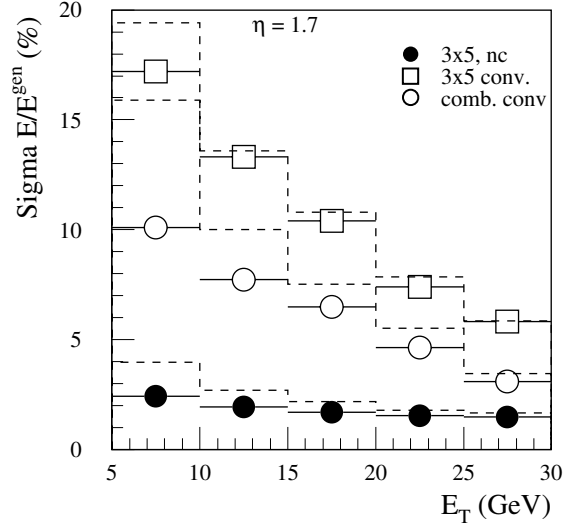 η = 1.7
Sigma E/E^gen (%)
3x5, nc
3x5 conv.
comb. conv
20
15
10
5
0
5 10 15 20 25 30
E_T (GeV)